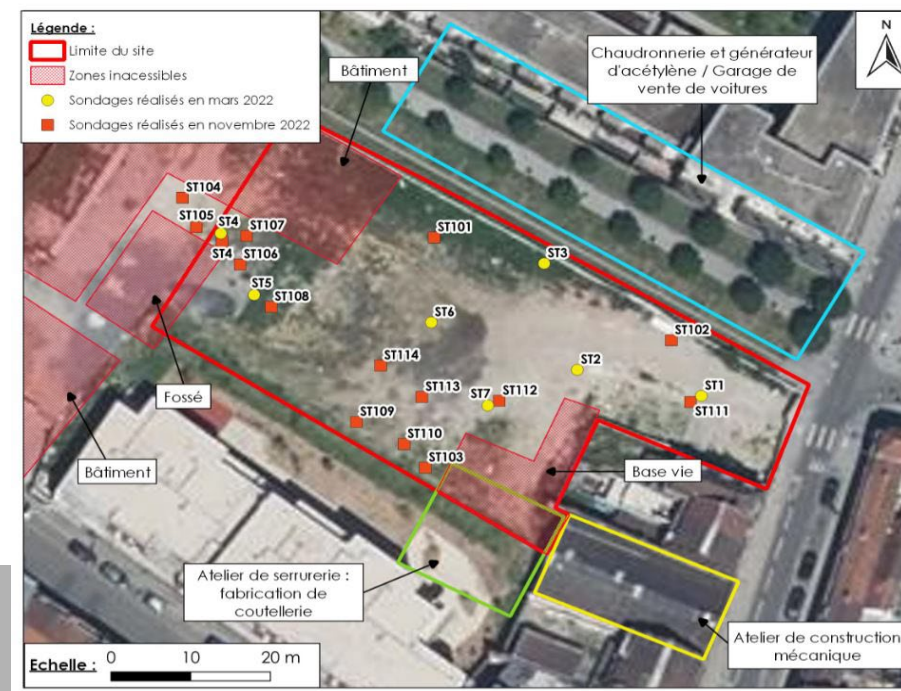 Légende :
Limite du site
Zones inacessibles
Sondages réalisés en mars 2022
Sondages réalisés en novembre 2022
Bâtiment
Chaudronnerie et générateur
d'acétylène / Garage de
vente de voitures
N
ST104
ST105
ST4
ST107
ST4
ST106
ST101
ST3
ST5
ST108
ST6
ST102
ST114
ST2
ST113
ST7
ST112
ST1
ST111
Fossé
ST109
ST110
ST103
Bâtiment
Base vie
Atelier de serrurerie :
fabrication de
coutellerie
Atelier de construction
mécanique
Echelle : 0 10 20 m